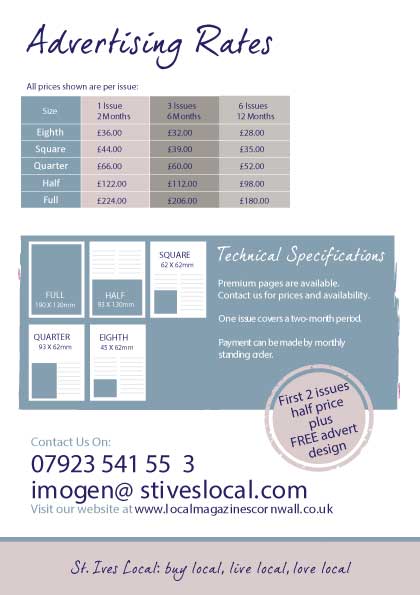 Advertising Rates
All prices shown are per issue:
Size 1 Issue 2 Months 3 Issues 6 Months 6 Issues 12 Months
Eighth £36.00 £32.00 £28.00
Square £44.00 £39.00 £35.00
Quarter £66.00 £60.00 £52.00
Half £122.00 £112.00 £98.00
Full £224.00 £206.00 £180.00
FULL
190 X 130mm
HALF
93 X 130mm
SQUARE
62 X 62mm
QUARTER
93 X 62mm
EIGHTH
45 X 62mm
Technical Specifications
Premium pages are available.
Contact us for prices and availability.
One issue covers a two-month period.
Payment can be made by monthly
standing order.
First 2 issues
half price
plus
FREE advert
design
Contact Us On:
07923 541 55 3
imogen@ stiveslocal.com
Visit our website at www.localmagazinescornwall.co.uk
St. Ives Local: buy local, live local, love local